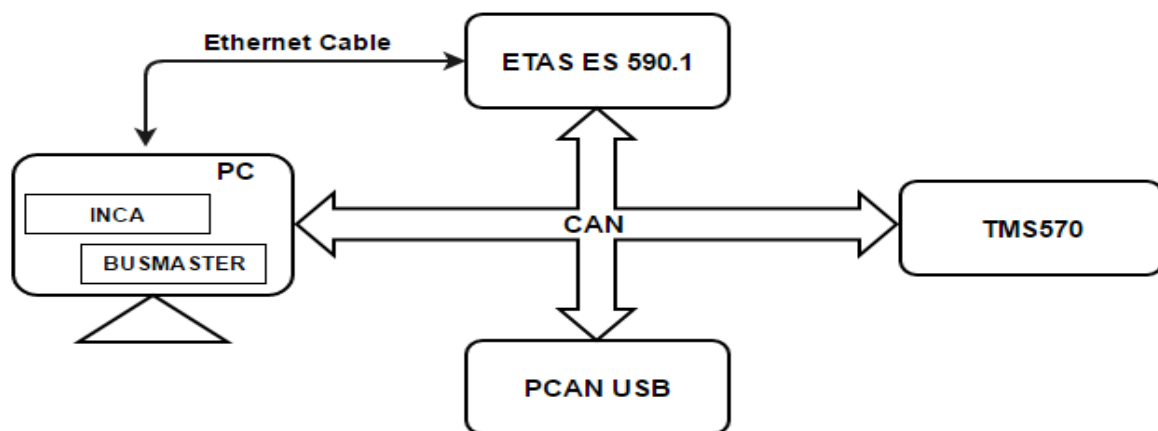 Ethernet Cable
ETAS ES 590.1
PC
INCA
BUSMASTER
CAN
TMS570
PCAN USB